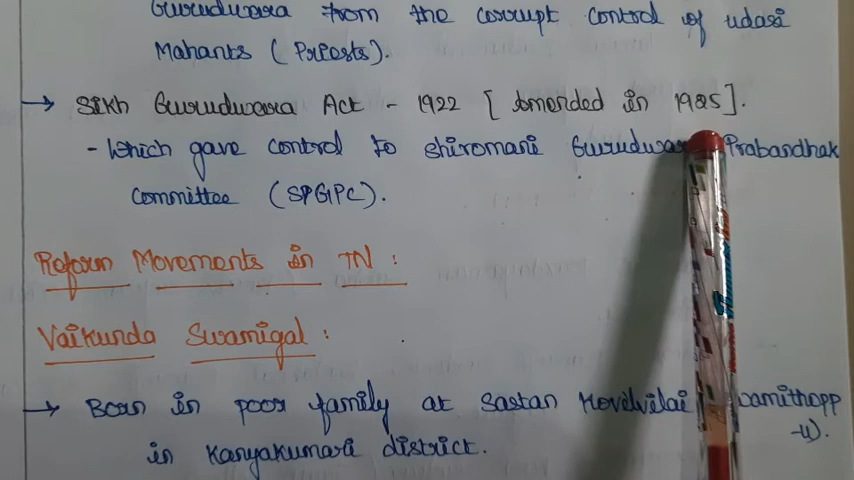 Gurudwara from the corrupt control of udasi
Mahants (Priests).
→ Sikh Gurudwara Act - 1922 [Amended in 1925].
- Which gave control to shiromani Prabandhak
committee (SPGPC).
Reform Movements in TN :
Vaikunda Swamigal :
→ Born in poor family at Sastan Kovilvilai
in Kanyakumari district.